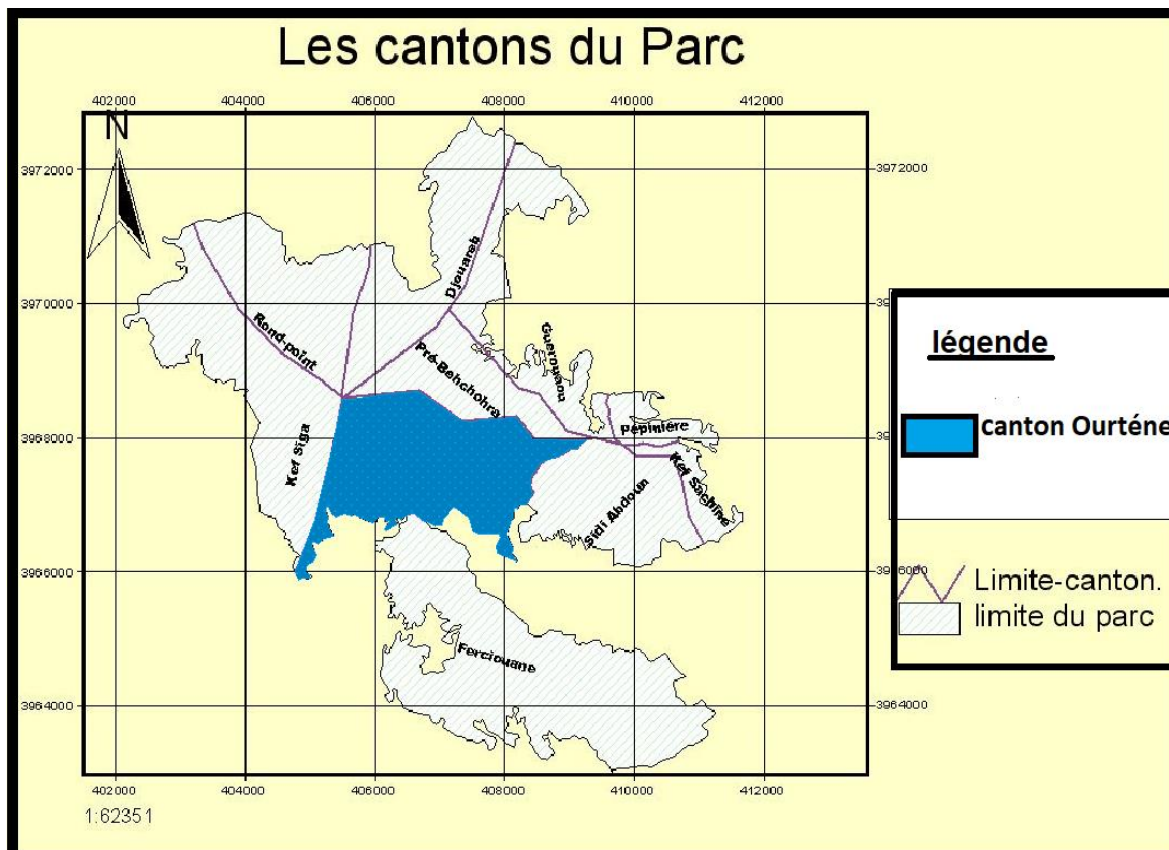 Les cantons du Parc
402000 404000 406000 408000 410000 412000
N
3972000
3972000
Djouareb
3970000
Rond-point
Guerouaou
Pré-Behchohra
légende
canton Ourténe
3968000
Pépinière
Kef Siga
Kef Sachine
Sidi Abdoun
3966000
Limite-canton.
limite du parc
Ferciouane
3964000
3964000
402000 404000 406000 408000 410000 412000
1:62351